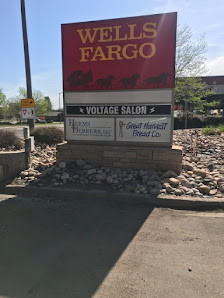 WELLS
FARGO
VOLTAGE SALON
Great Harvest
Bread Co.